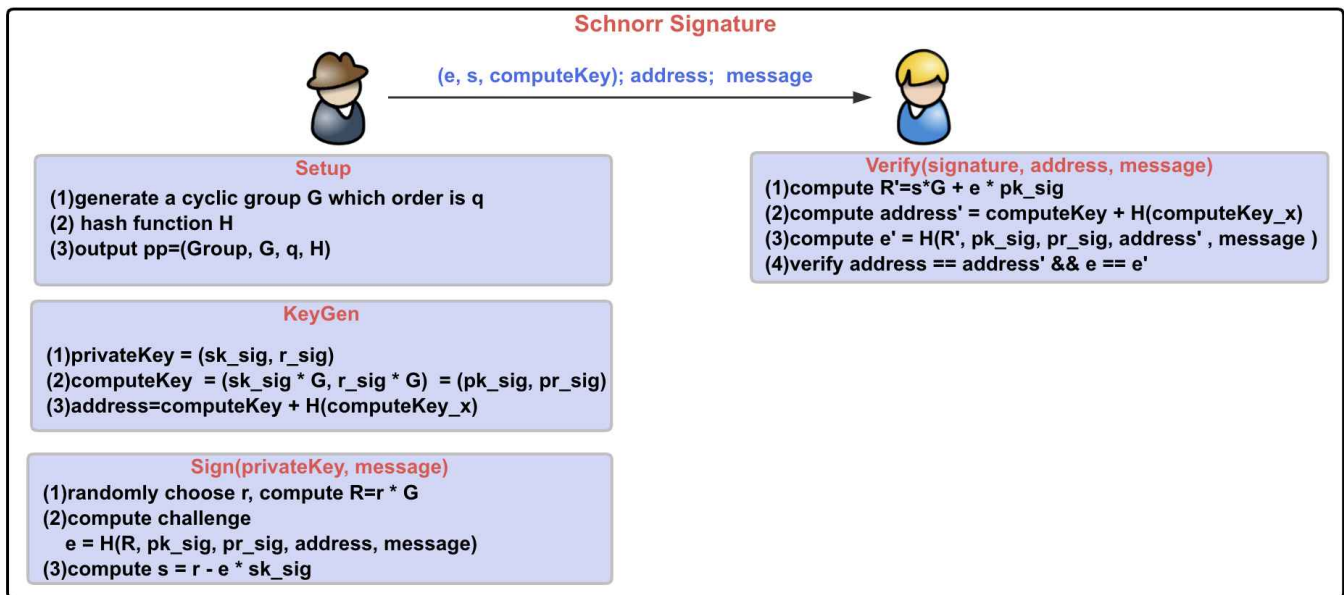 Schnorr Signature
(e, s, computeKey); address; message
Setup
(1)generate a cyclic group G which order is q
(2) hash function H
(3)output pp=(Group, G, q, H)
KeyGen
(1)privateKey = (sk_sig, r_sig)
(2)computeKey = (sk_sig * G, r_sig * G) = (pk_sig, pr_sig)
(3)address=computeKey + H(computeKey_x)
Sign(privateKey, message)
(1)randomly choose r, compute R=r * G
(2)compute challenge
e = H(R, pk_sig, pr_sig, address, message)
(3)compute s = r - e * sk_sig
Verify(signature, address, message)
(1)compute R'=s*G + e * pk_sig
(2)compute address' = computeKey + H(computeKey_x)
(3)compute e' = H(R', pk_sig, pr_sig, address' , message )
(4)verify address == address' && e == e'